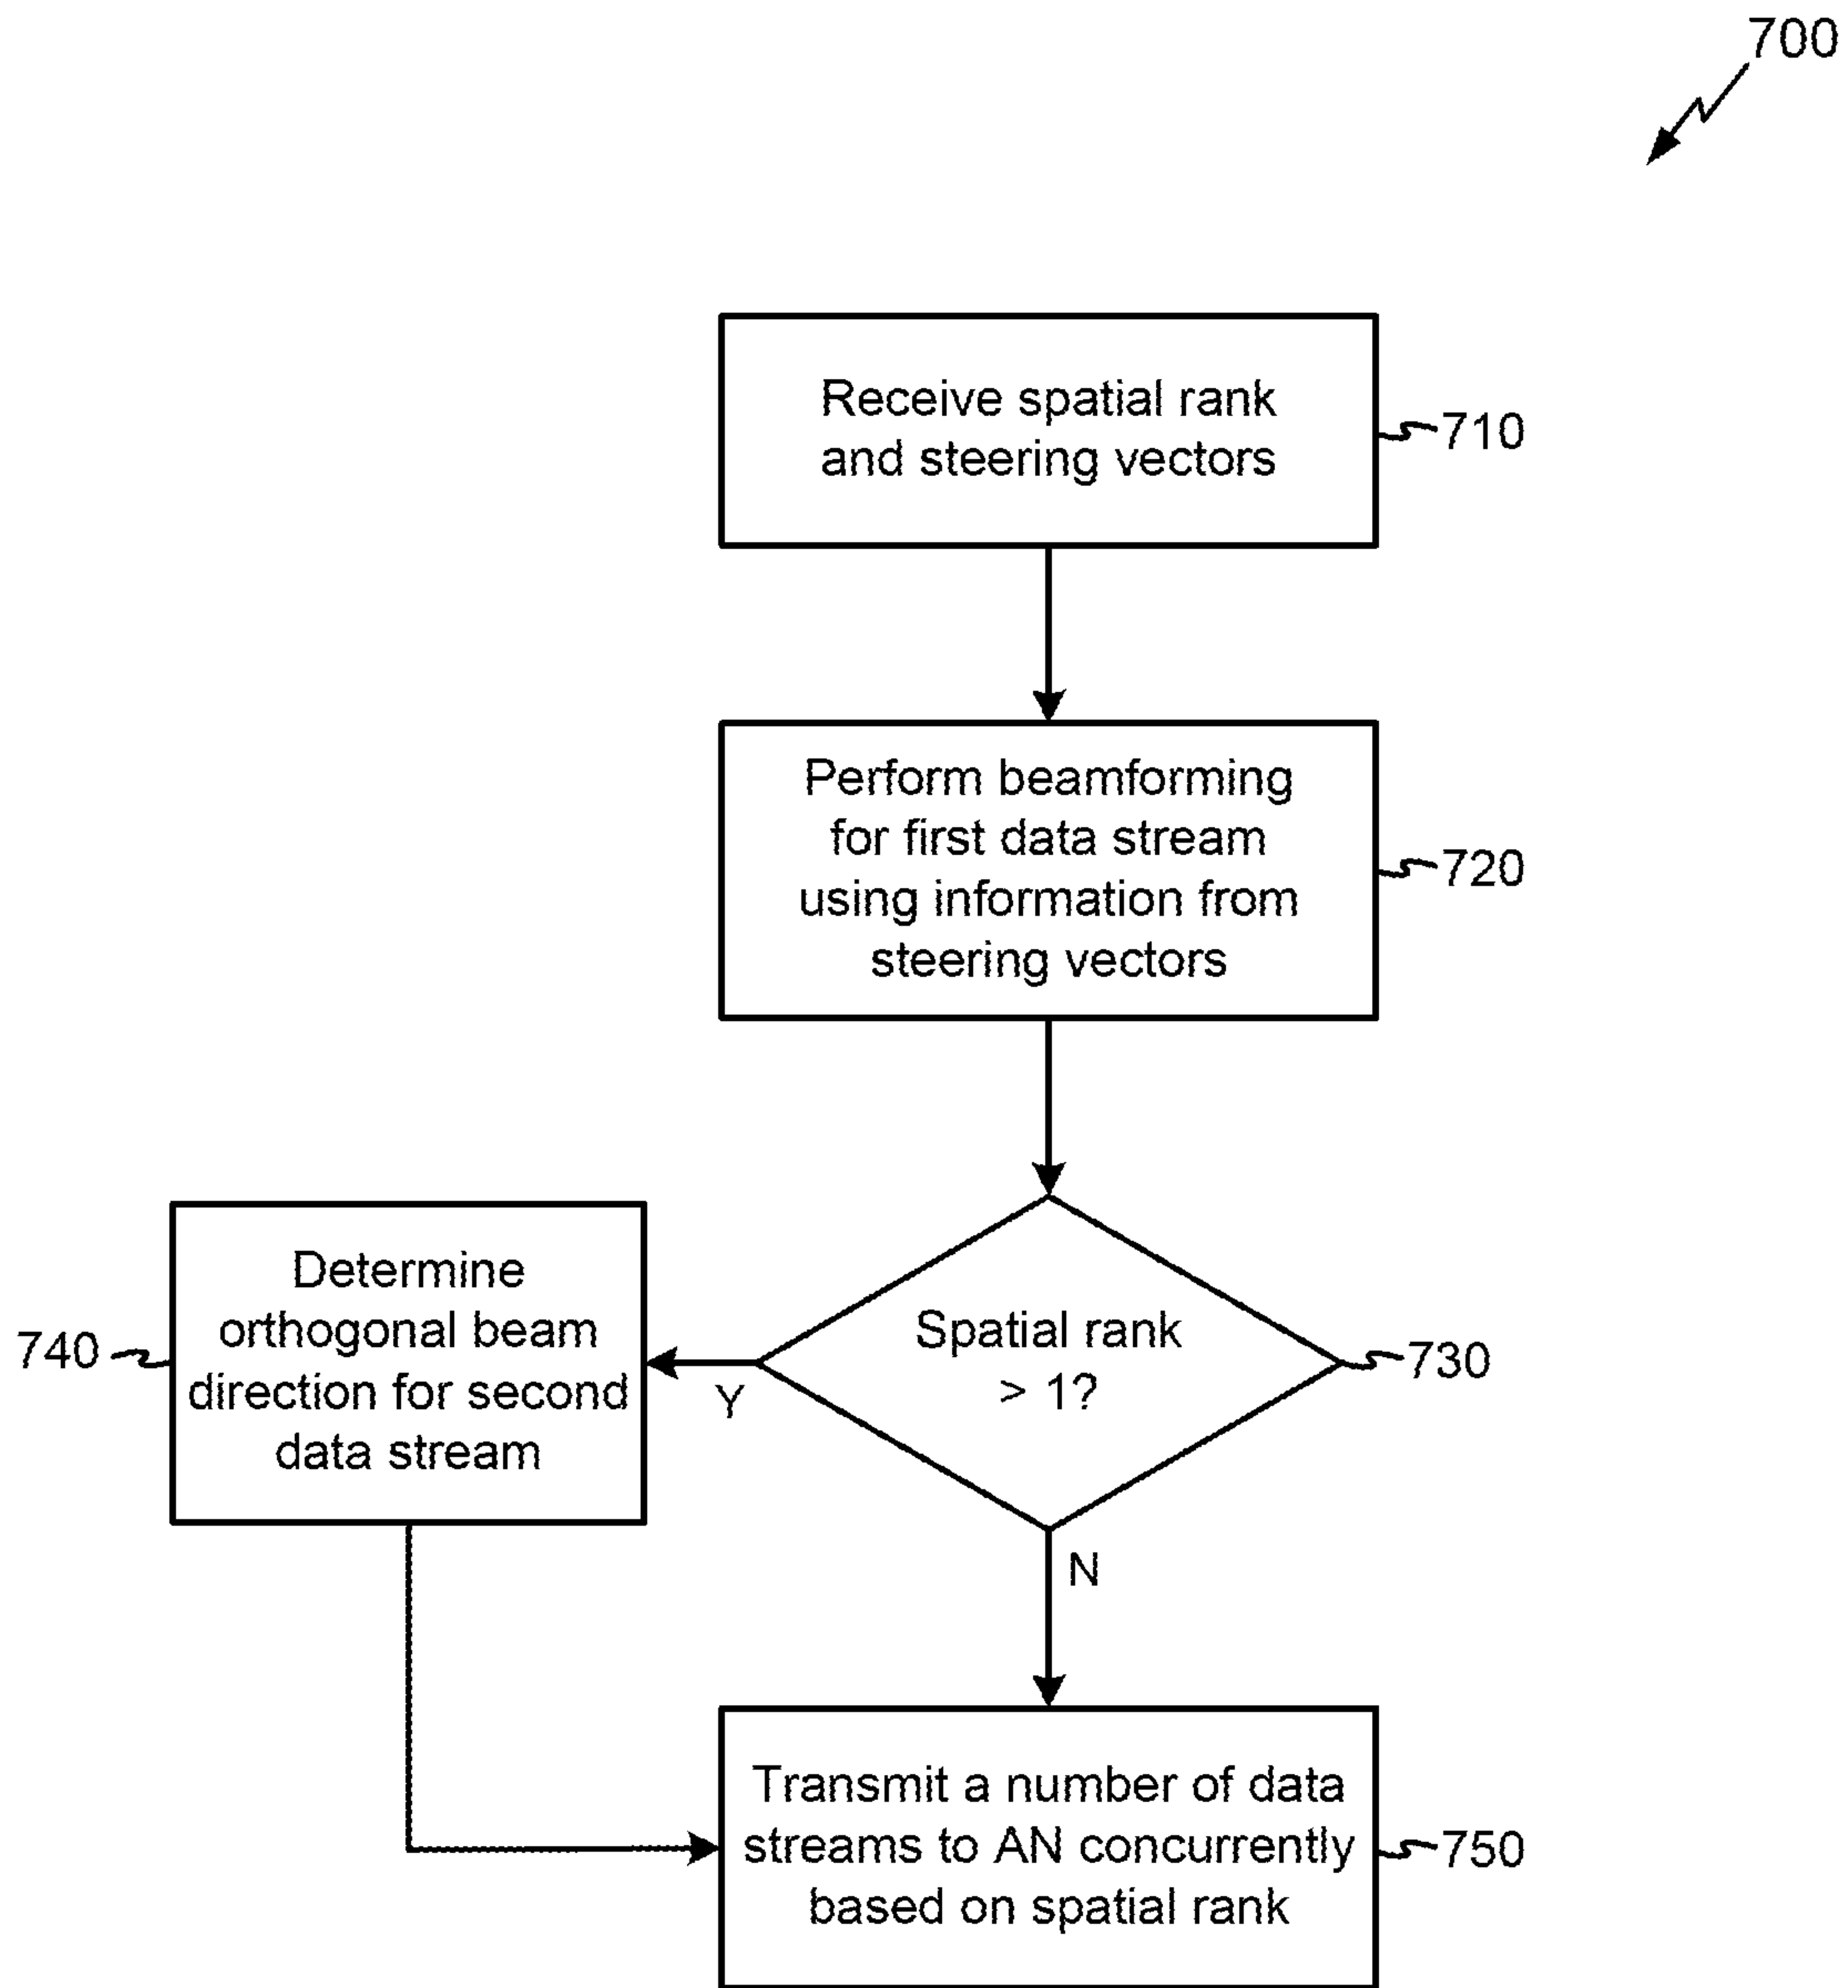 700
Receive spatial rank
and steering vectors
710
Perform beamforming
for first data stream
using information from
steering vectors
720
Spatial rank
> 1?
730
Y
N
Determine
orthogonal beam
direction for second
data stream
740
Transmit a number of data
streams to AN concurrently
based on spatial rank
750